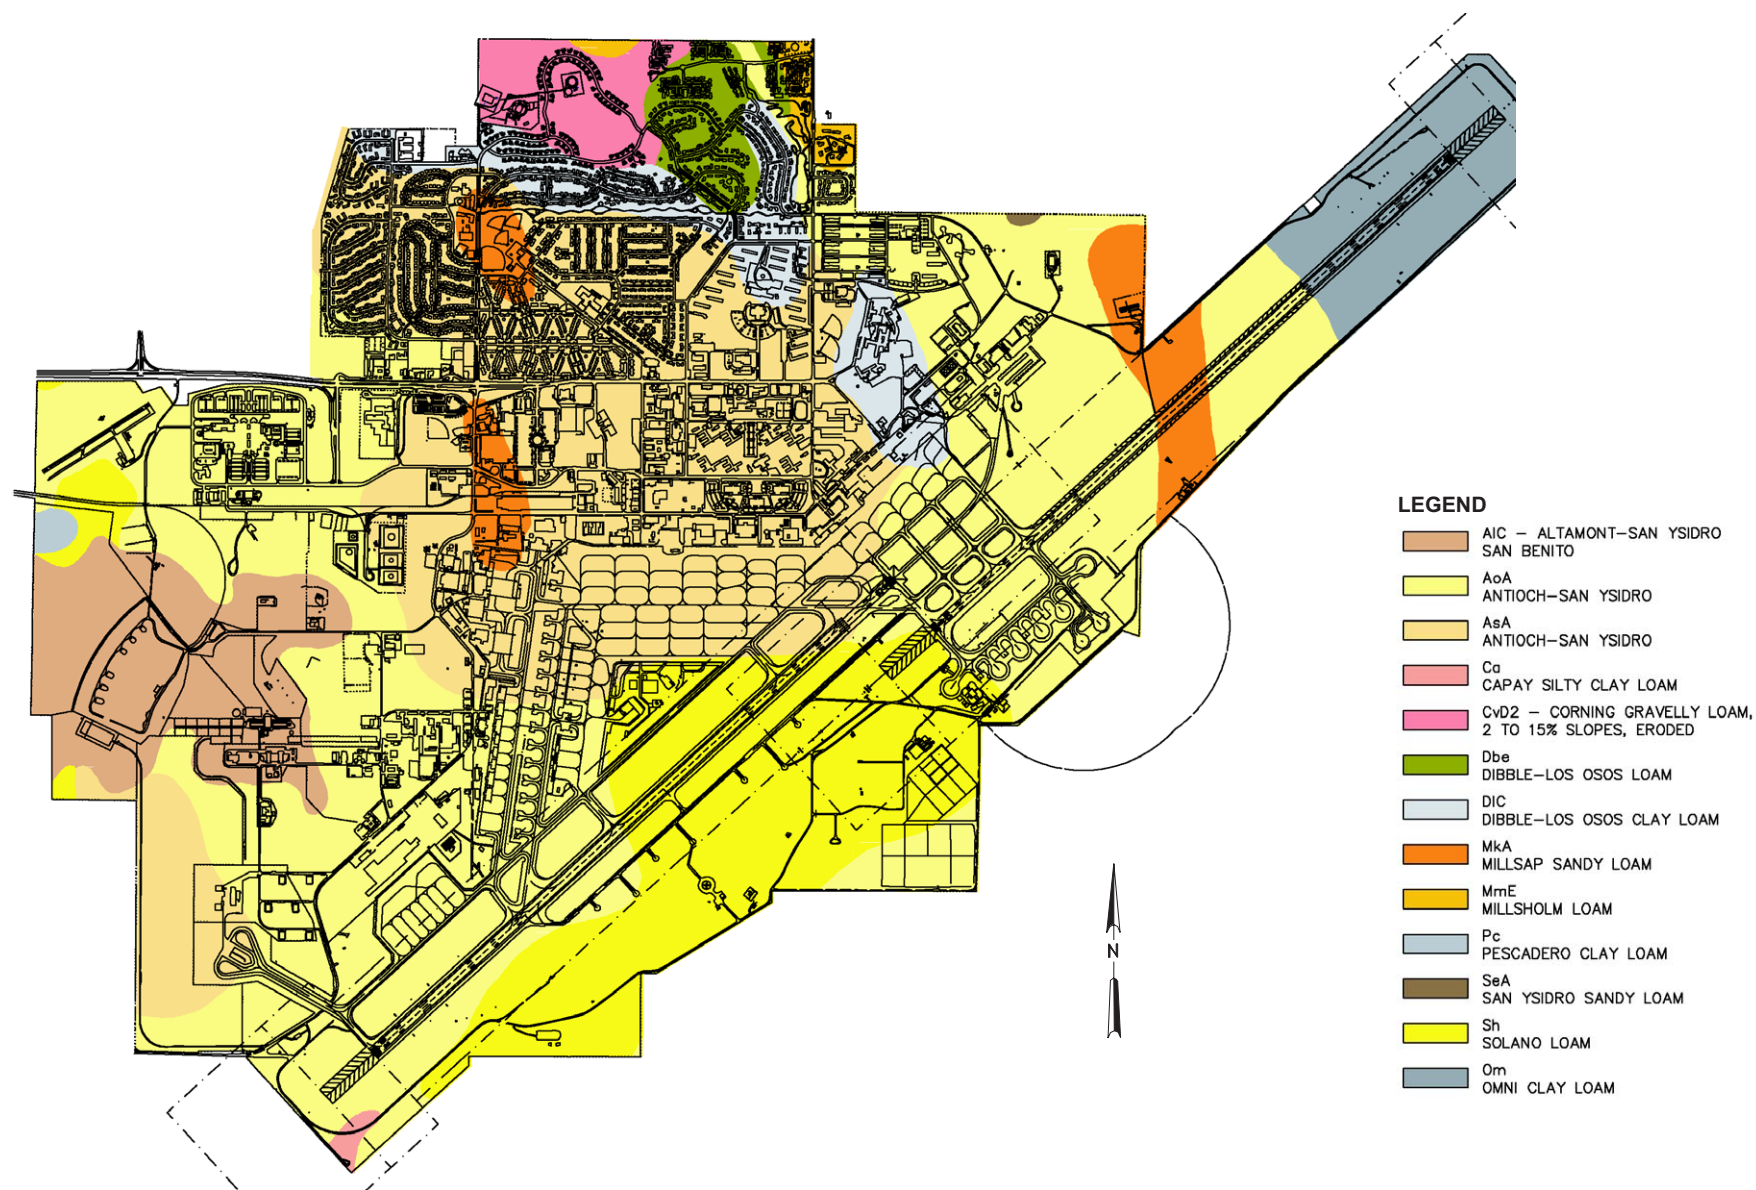 LEGEND
AIC – ALTAMONT–SAN YSIDRO
SAN BENITO
AoA
ANTIOCH–SAN YSIDRO
AsA
ANTIOCH–SAN YSIDRO
Ca
CAPAY SILTY CLAY LOAM
CvD2 – CORNING GRAVELLY LOAM,
2 TO 15% SLOPES, ERODED
Dbe
DIBBLE–LOS OSOS LOAM
DIC
DIBBLE–LOS OSOS CLAY LOAM
MkA
MILLSAP SANDY LOAM
MmE
MILLSHOLM LOAM
Pc
PESCADERO CLAY LOAM
SeA
SAN YSIDRO SANDY LOAM
Sh
SOLANO LOAM
Om
OMNI CLAY LOAM
N